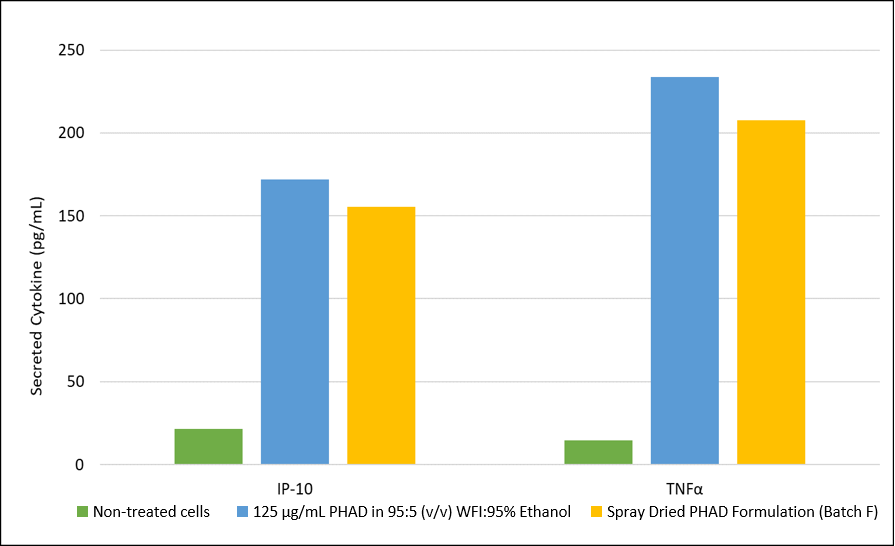 250
200
150
100
50
0
Secreted Cytokine (pg/mL)
IP-10 TNFα
Non-treated cells 125 µg/mL PHAD in 95:5 (v/v) WFI:95% Ethanol Spray Dried PHAD Formulation (Batch F)